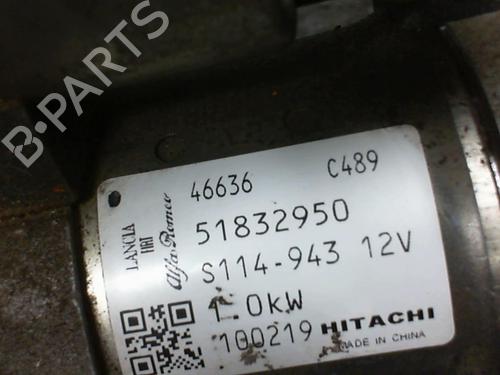 B-PARTS
46636 C489
LANCIA
FIAT
Alfa Romeo
51832950
S114-943 12V
1.0kW
100219 HITACHI
MADE IN CHINA